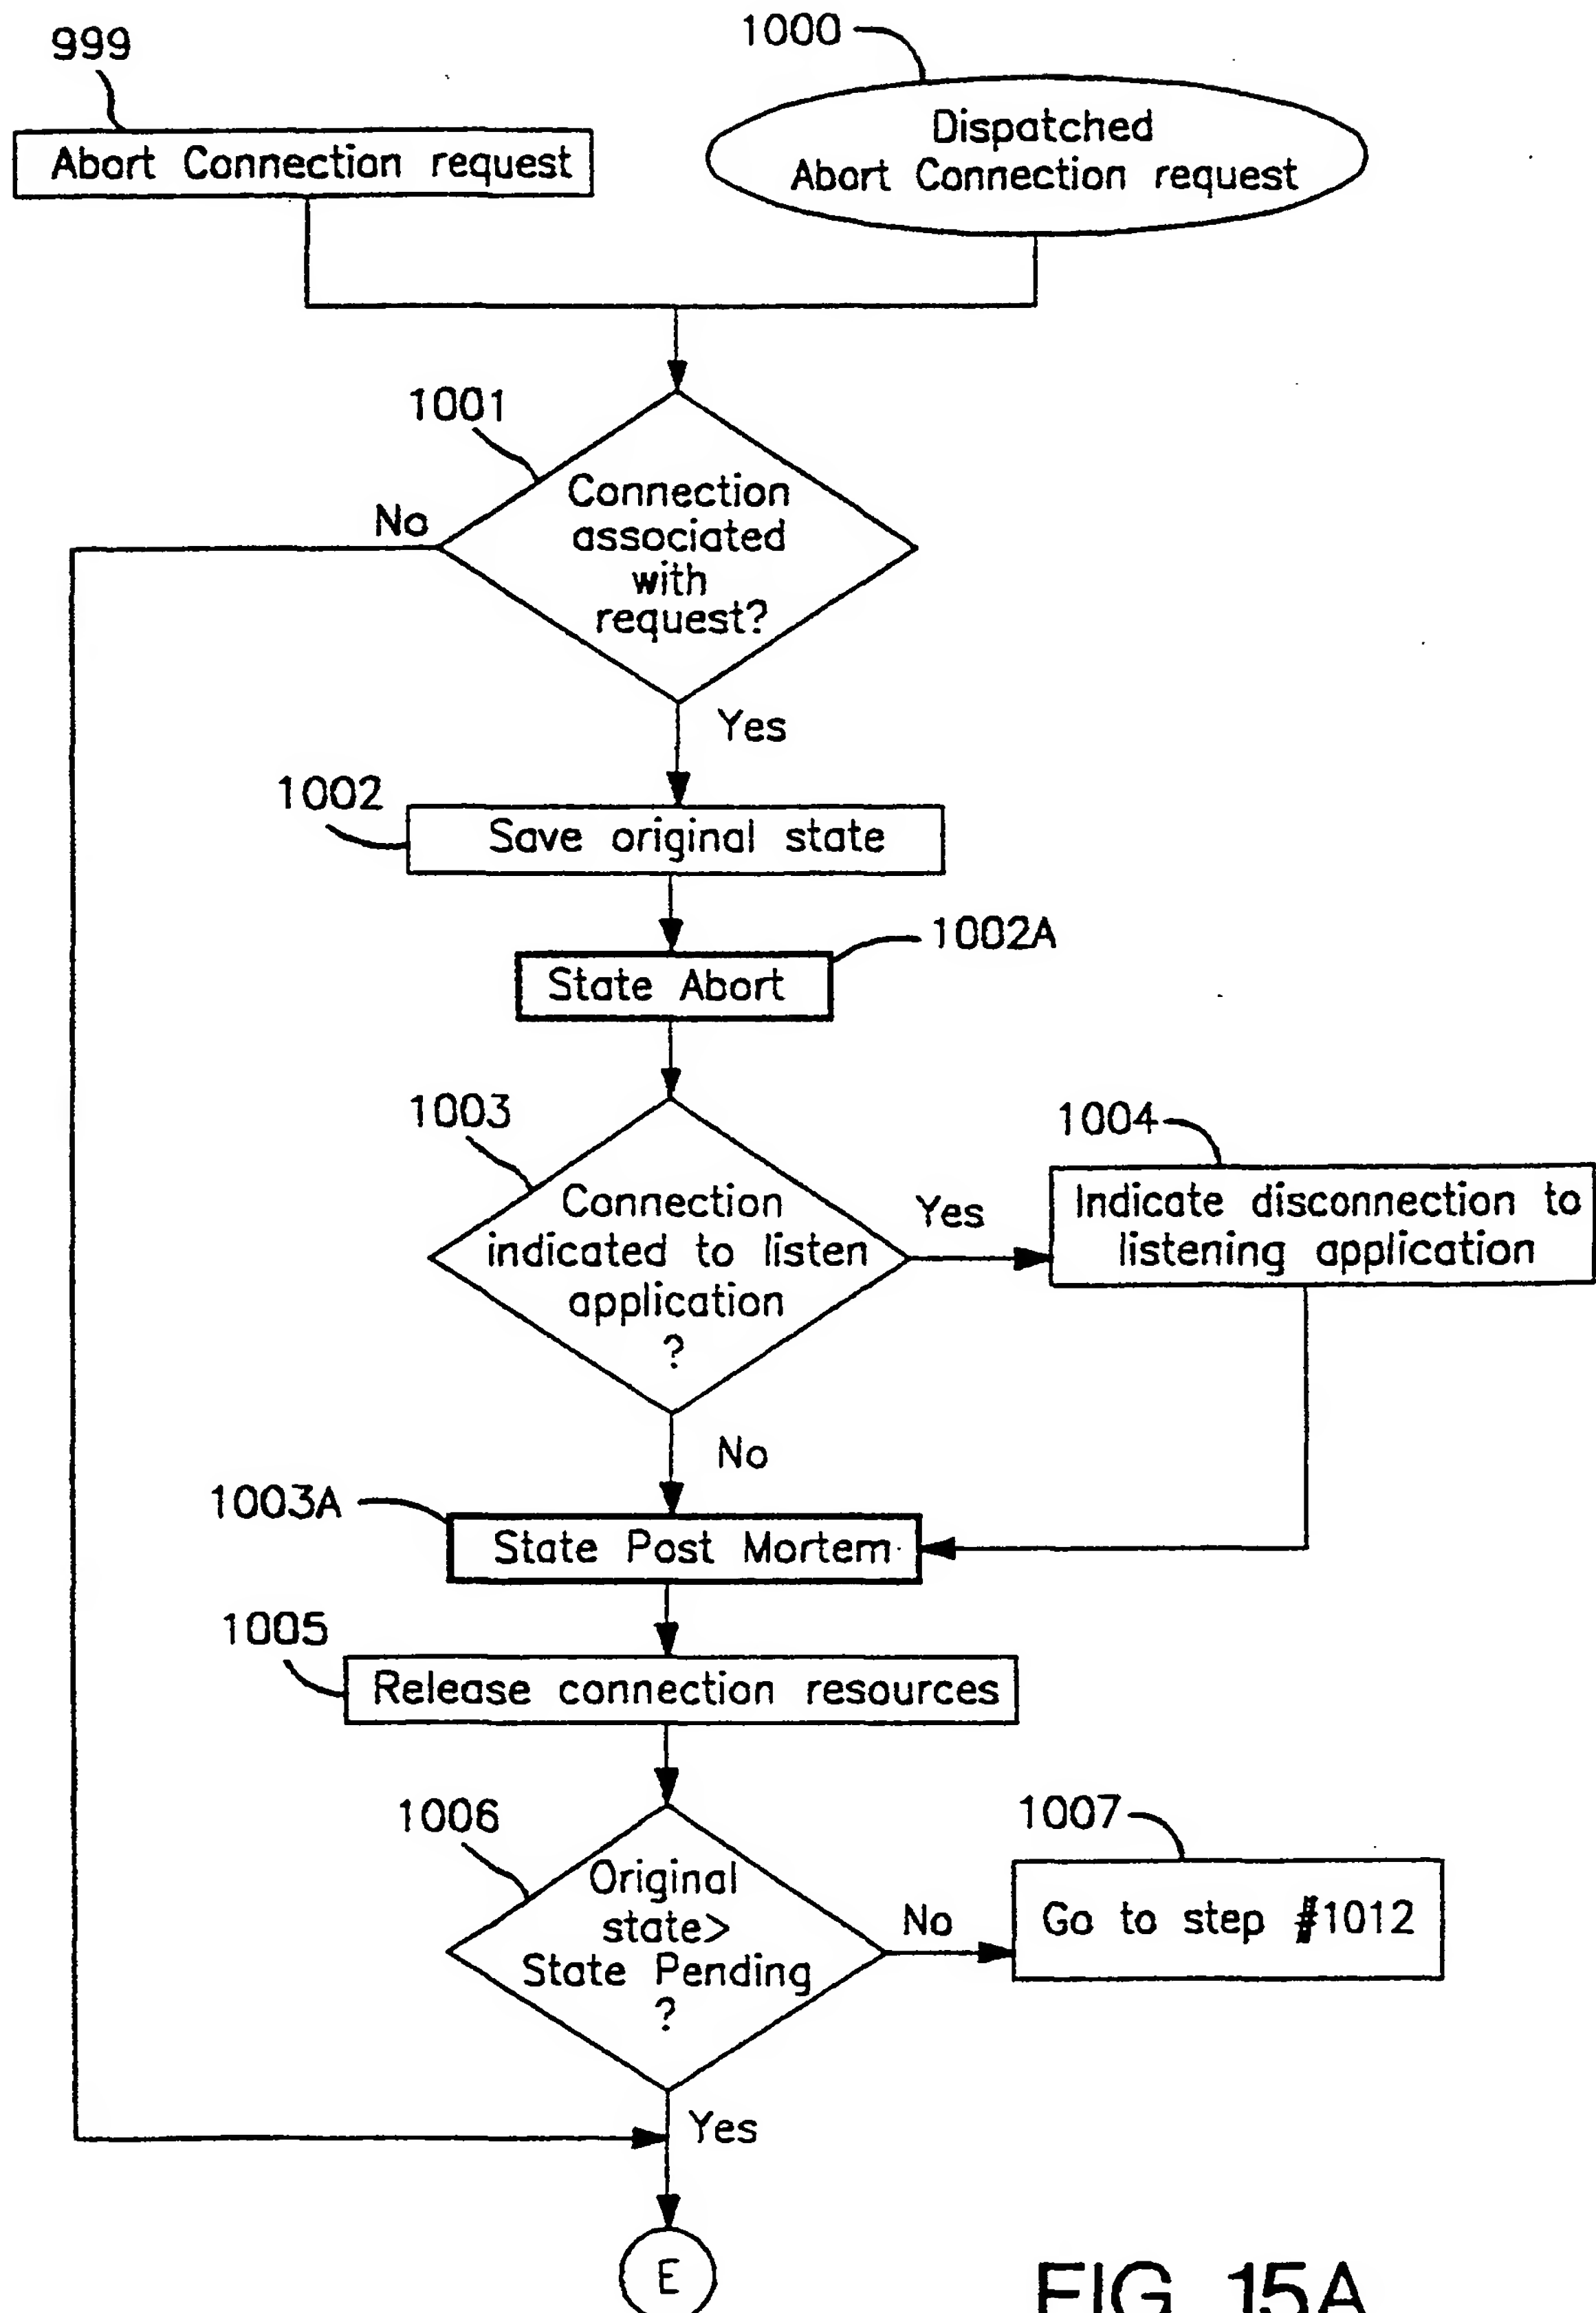 999
1000
Abort Connection request
Dispatched
Abort Connection request
1001
Connection
associated
with
request?
No
Yes
1002
Save original state
1002A
State Abort
1003
Connection
indicated to listen
application
?
Yes
1004
Indicate disconnection to
listening application
No
1003A
State Post Mortem
1005
Release connection resources
1006
Original
state>
State Pending
?
No
1007
Go to step #1012
Yes
E
FIG. 15A